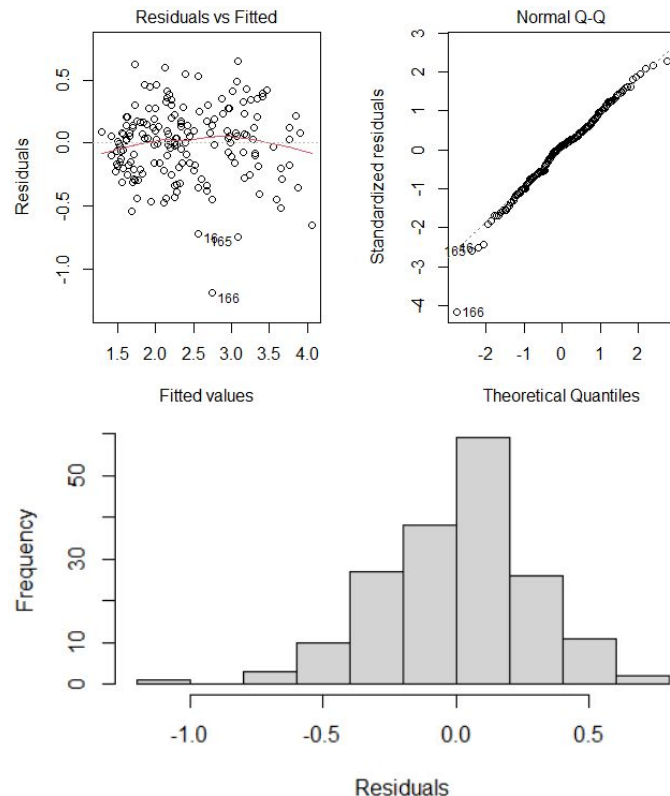 Residuals vs Fitted
Residuals
0.5
0.0
-0.5
-1.0
16
165
166
1.5 2.0 2.5 3.0 3.5 4.0
Fitted values
Normal Q-Q
Standardized residuals
3
2
1
0
-1
-2
-3
-4
165
16
166
-2 -1 0 1 2
Theoretical Quantiles
Frequency
50
30
10
0
-1.0 -0.5 0.0 0.5
Residuals